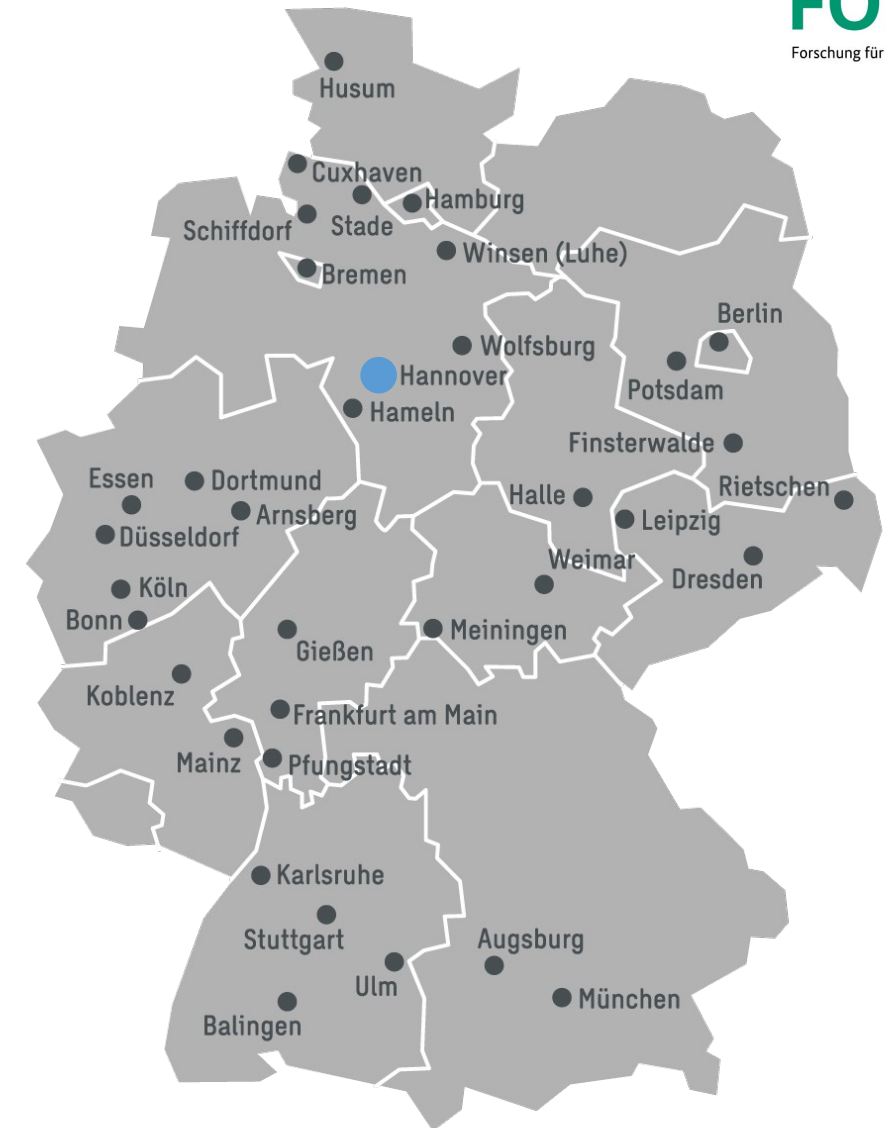 FO
Forschung für
Husum
Cuxhaven
Hamburg
Stade
Schiffdorf
Winsen (Luhe)
Bremen
Berlin
Wolfsburg
Hannover
Potsdam
Hameln
Finsterwalde
Essen
Dortmund
Rietschen
Halle
Arnsberg
Leipzig
Düsseldorf
Weimar
Dresden
Köln
Bonn
Meiningen
Gießen
Koblenz
Frankfurt am Main
Mainz
Pfungstadt
Karlsruhe
Stuttgart
Augsburg
Ulm
München
Balingen